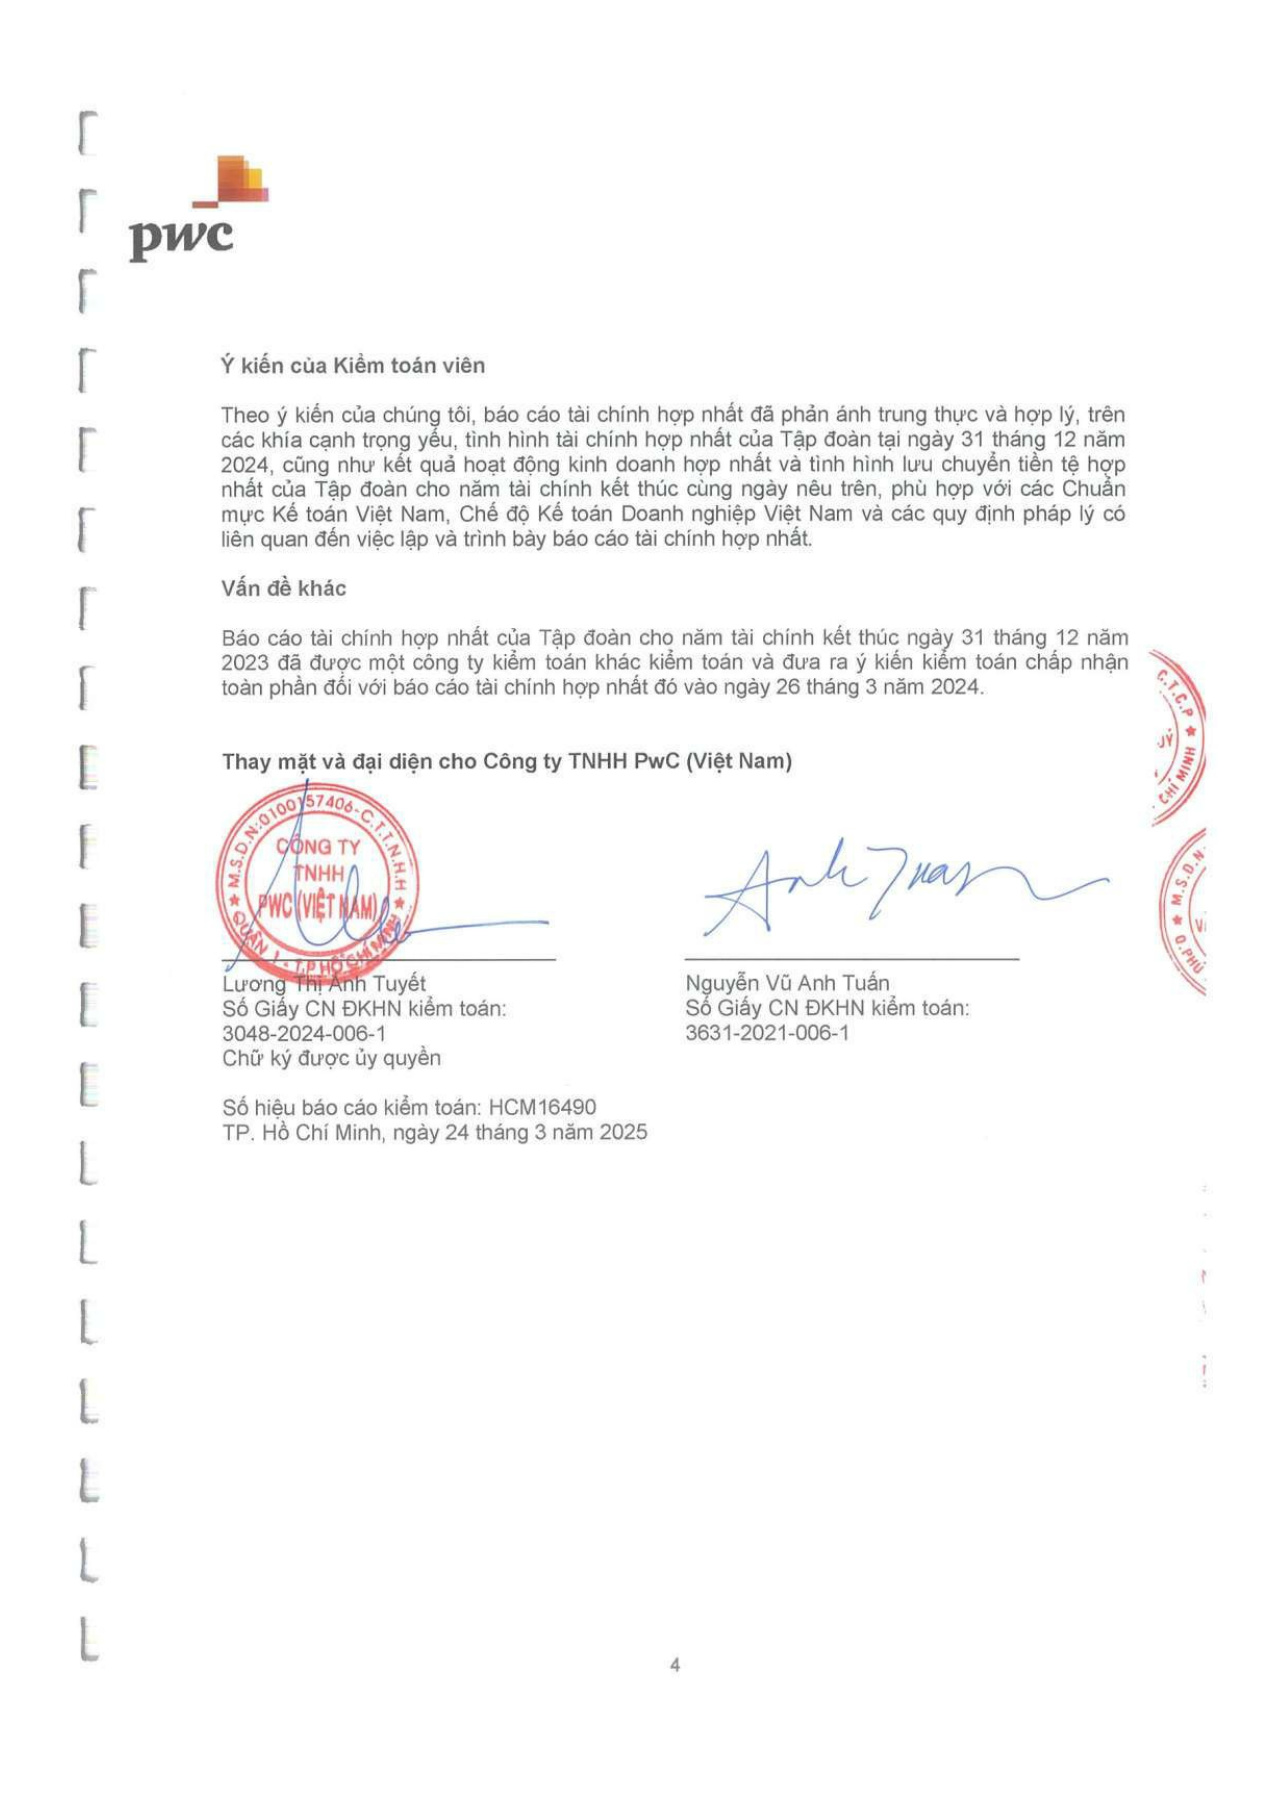 pwc
Ý kiến của Kiểm toán viên
Theo ý kiến của chúng tôi, báo cáo tài chính hợp nhất đã phản ánh trung thực và hợp lý, trên
các khía cạnh trọng yếu, tình hình tài chính hợp nhất của Tập đoàn tại ngày 31 tháng 12 năm
2024, cũng như kết quả hoạt động kinh doanh hợp nhất và tình hình lưu chuyển tiền tệ hợp
nhất của Tập đoàn cho năm tài chính kết thúc cùng ngày nêu trên, phù hợp với các Chuẩn
mực Kế toán Việt Nam, Chế độ Kế toán Doanh nghiệp Việt Nam và các quy định pháp lý có
liên quan đến việc lập và trình bày báo cáo tài chính hợp nhất.
Vấn đề khác
Báo cáo tài chính hợp nhất của Tập đoàn cho năm tài chính kết thúc ngày 31 tháng 12 năm
2023 đã được một công ty kiểm toán khác kiểm toán và đưa ra ý kiến kiểm toán chấp nhận
toàn phần đối với báo cáo tài chính hợp nhất đó vào ngày 26 tháng 3 năm 2024.
C.T.C.P
CHÍ MINH
Thay mặt và đại diện cho Công ty TNHH PwC (Việt Nam)
M.S.D.N:0100157406-C.T.T.N.H.H
CÔNG TY
TNHH
PWC (VIỆT NAM)
QUẬN 1 - T.P HỒ CHÍ MINH
Anh Tuan
M.S.D.N
Q.PHÚ
Lương Thị Ánh Tuyết
Số Giấy CN ĐKHN kiểm toán:
3048-2024-006-1
Chữ ký được ủy quyền
Nguyễn Vũ Anh Tuấn
Số Giấy CN ĐKHN kiểm toán:
3631-2021-006-1
Số hiệu báo cáo kiểm toán: HCM16490
TP. Hồ Chí Minh, ngày 24 tháng 3 năm 2025
4